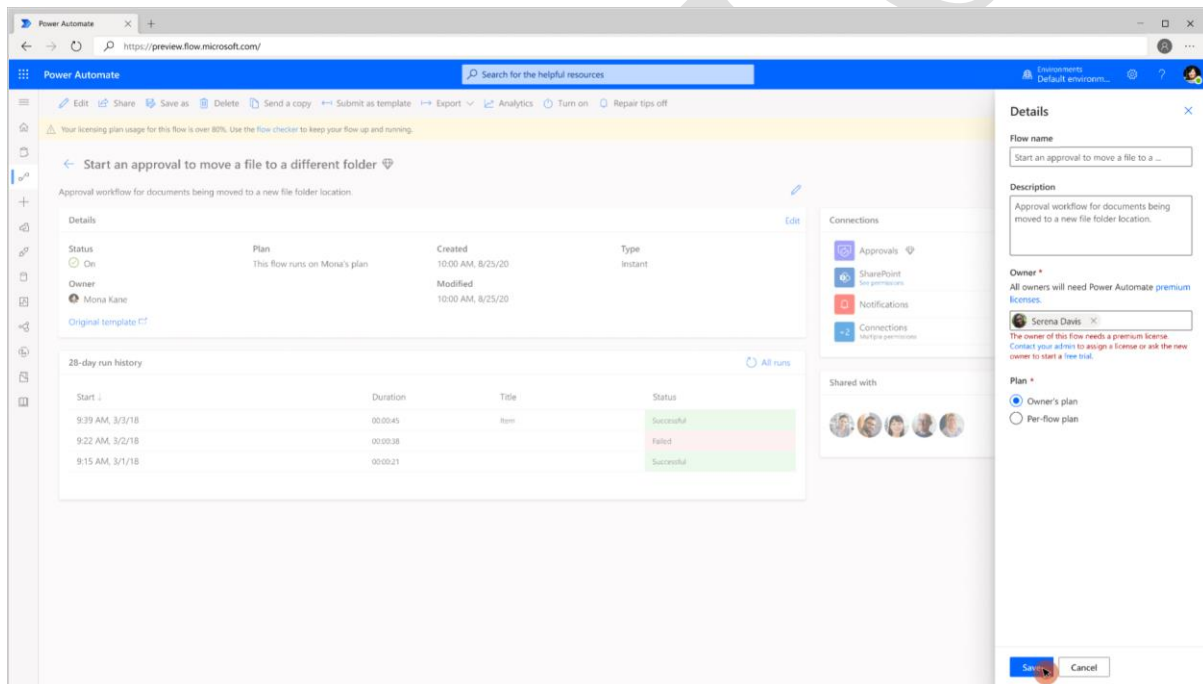 Power Automate
https://preview.flow.microsoft.com/
Power Automate
Search for the helpful resources
Environments
Default environm...
?
Edit Share Save as Delete Send a copy Submit as template Export Analytics Turn on Repair tips off
Your licensing plan usage for this flow is over 80%. Use the flow checker to keep your flow up and running.
Start an approval to move a file to a different folder
Approval workflow for documents being moved to a new file folder location
Details Edit
Status Plan Created Type
On This flow runs on Mona's plan 10:00 AM, 8/25/20 Instant
Owner Modified
Mona Kane 10:00 AM, 8/25/20
Original template
28-day run history All runs
Start ↓ Duration Title Status
9:39 AM, 3/3/18 00:00:45 Item Successful
9:22 AM, 3/2/18 00:00:38 Failed
9:15 AM, 3/1/18 00:00:21 Successful
Connections
Approvals
SharePoint
See permissions
Notifications
+2 Connections
Multiple permissions
Shared with
Details
Flow name
Start an approval to move a file to a ...
Description
Approval workflow for documents being
moved to a new file folder location.
Owner *
All owners will need Power Automate premium
licenses.
Serena Davis
The owner of this flow needs a premium license.
Contact your admin to assign a license or ask the new
owner to start a free trial.
Plan *
Owner's plan
Per-flow plan
Save Cancel